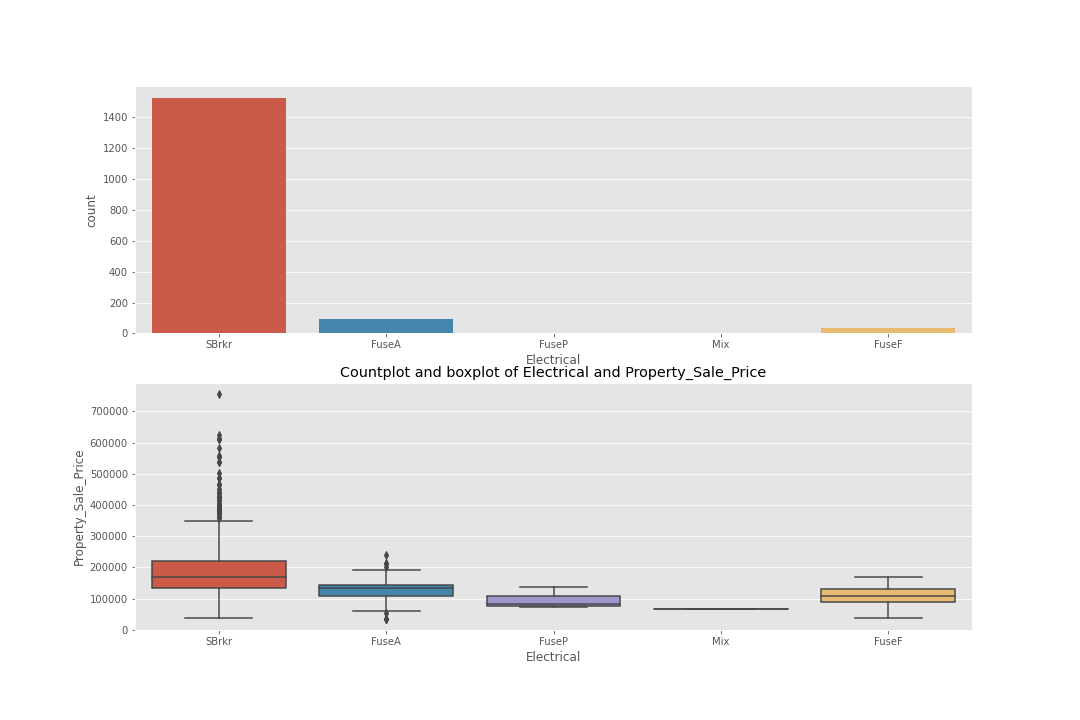 1400
1200
1000
800
600
400
200
0
count
SBrkr FuseA FuseP Mix FuseF
Electrical
Countplot and boxplot of Electrical and Property_Sale_Price
700000
600000
500000
400000
300000
200000
100000
0
Property_Sale_Price
SBrkr FuseA FuseP Mix FuseF
Electrical